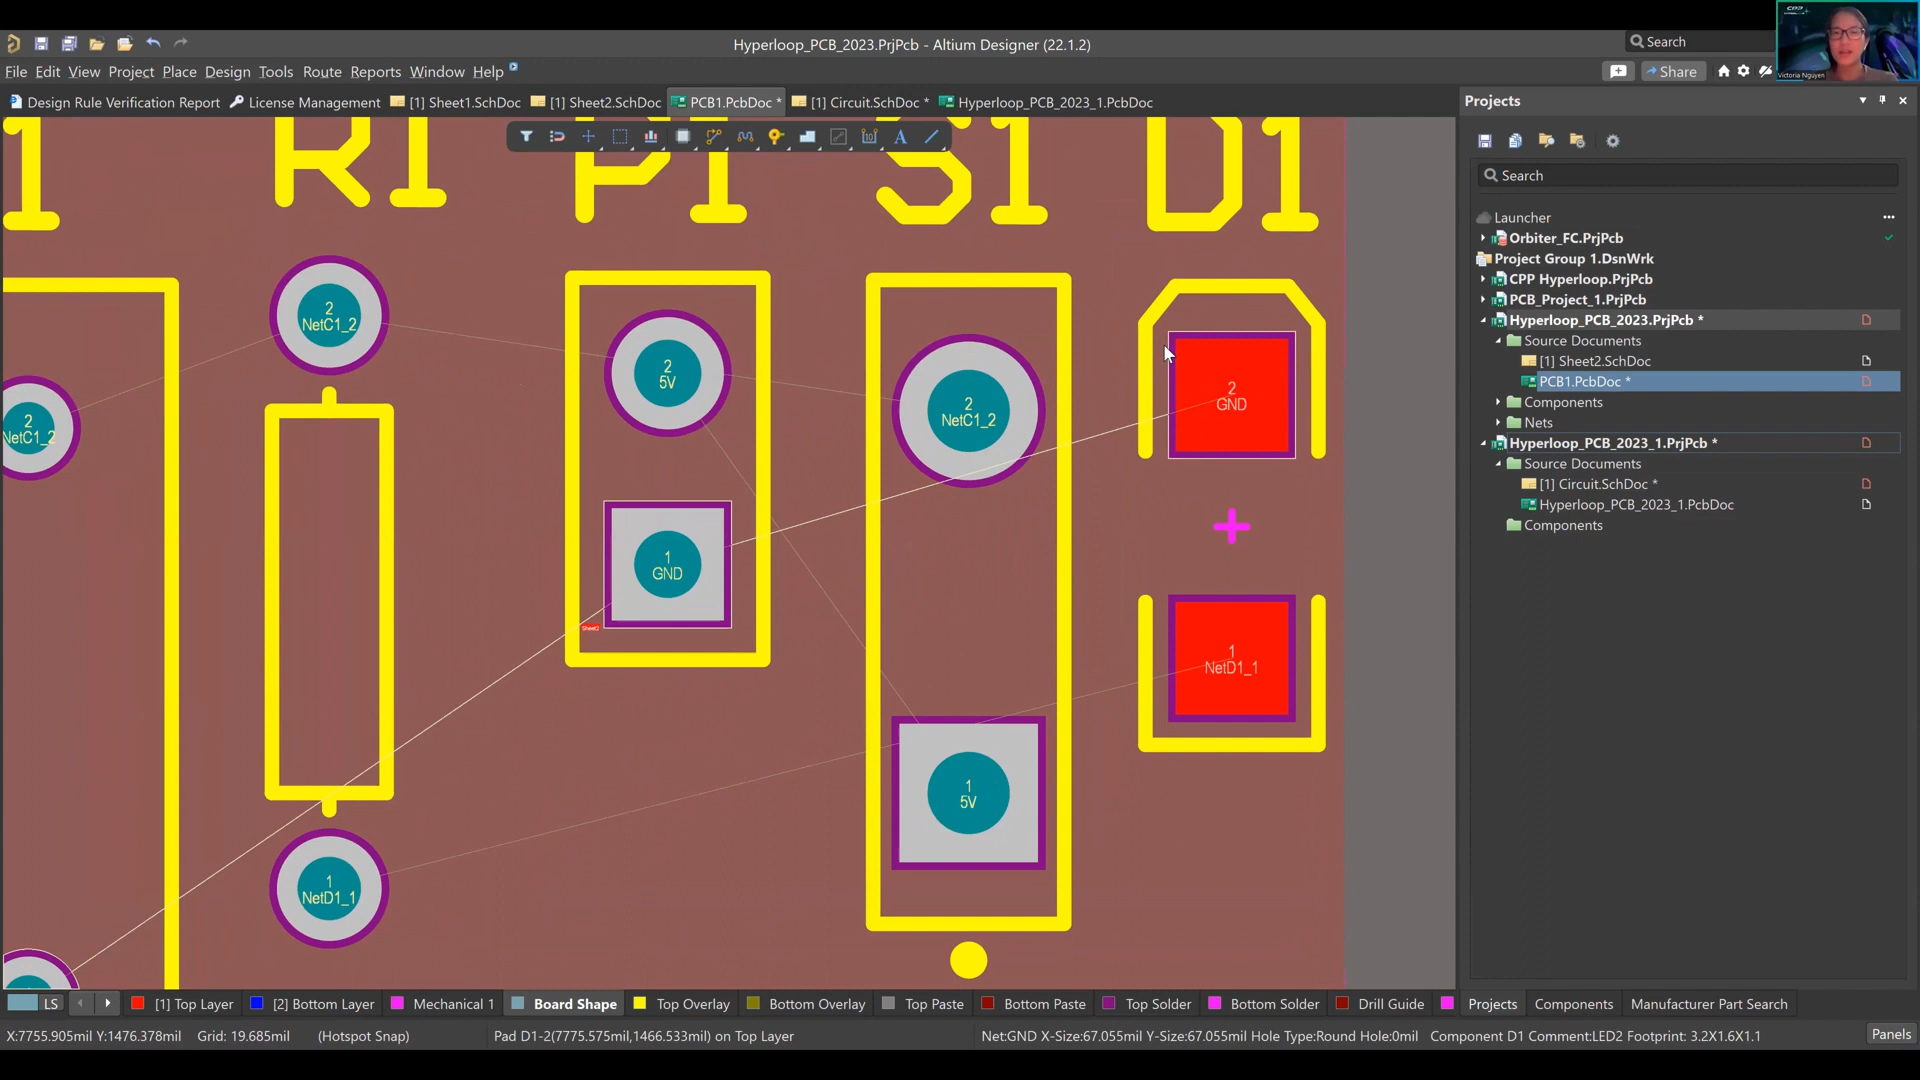 Hyperloop_PCB_2023.PrjPcb - Altium Designer (22.1.2)
Search
CPP
Victoria Nguyen
File Edit View Project Place Design Tools Route Reports Window Help
Share
Design Rule Verification Report License Management [1] Sheet1.SchDoc [1] Sheet2.SchDoc PCB1.PcbDoc * [1] Circuit.SchDoc * Hyperloop_PCB_2023_1.PcbDoc
Projects
Search
1 R1 P1 S1 D1
Launcher
Orbiter_FC.PrjPcb
Project Group 1.DsnWrk
CPP Hyperloop.PrjPcb
PCB_Project_1.PrjPcb
Hyperloop_PCB_2023.PrjPcb *
Source Documents
[1] Sheet2.SchDoc
PCB1.PcbDoc *
Components
Nets
Hyperloop_PCB_2023_1.PrjPcb *
Source Documents
[1] Circuit.SchDoc *
Hyperloop_PCB_2023_1.PcbDoc
Components
2
NetC1_2
2
5V
2
GND
2
NetC1_2
2
NetC1_2
1
GND
Sheet2
1
NetD1_1
1
5V
1
NetD1_1
LS [1] Top Layer [2] Bottom Layer Mechanical 1 Board Shape Top Overlay Bottom Overlay Top Paste Bottom Paste Top Solder Bottom Solder Drill Guide
Projects Components Manufacturer Part Search
X:7755.905mil Y:1476.378mil Grid: 19.685mil (Hotspot Snap) Pad D1-2(7775.575mil,1466.533mil) on Top Layer Net:GND X-Size:67.055mil Y-Size:67.055mil Hole Type:Round Hole:0mil Component D1 Comment:LED2 Footprint: 3.2X1.6X1.1
Panels